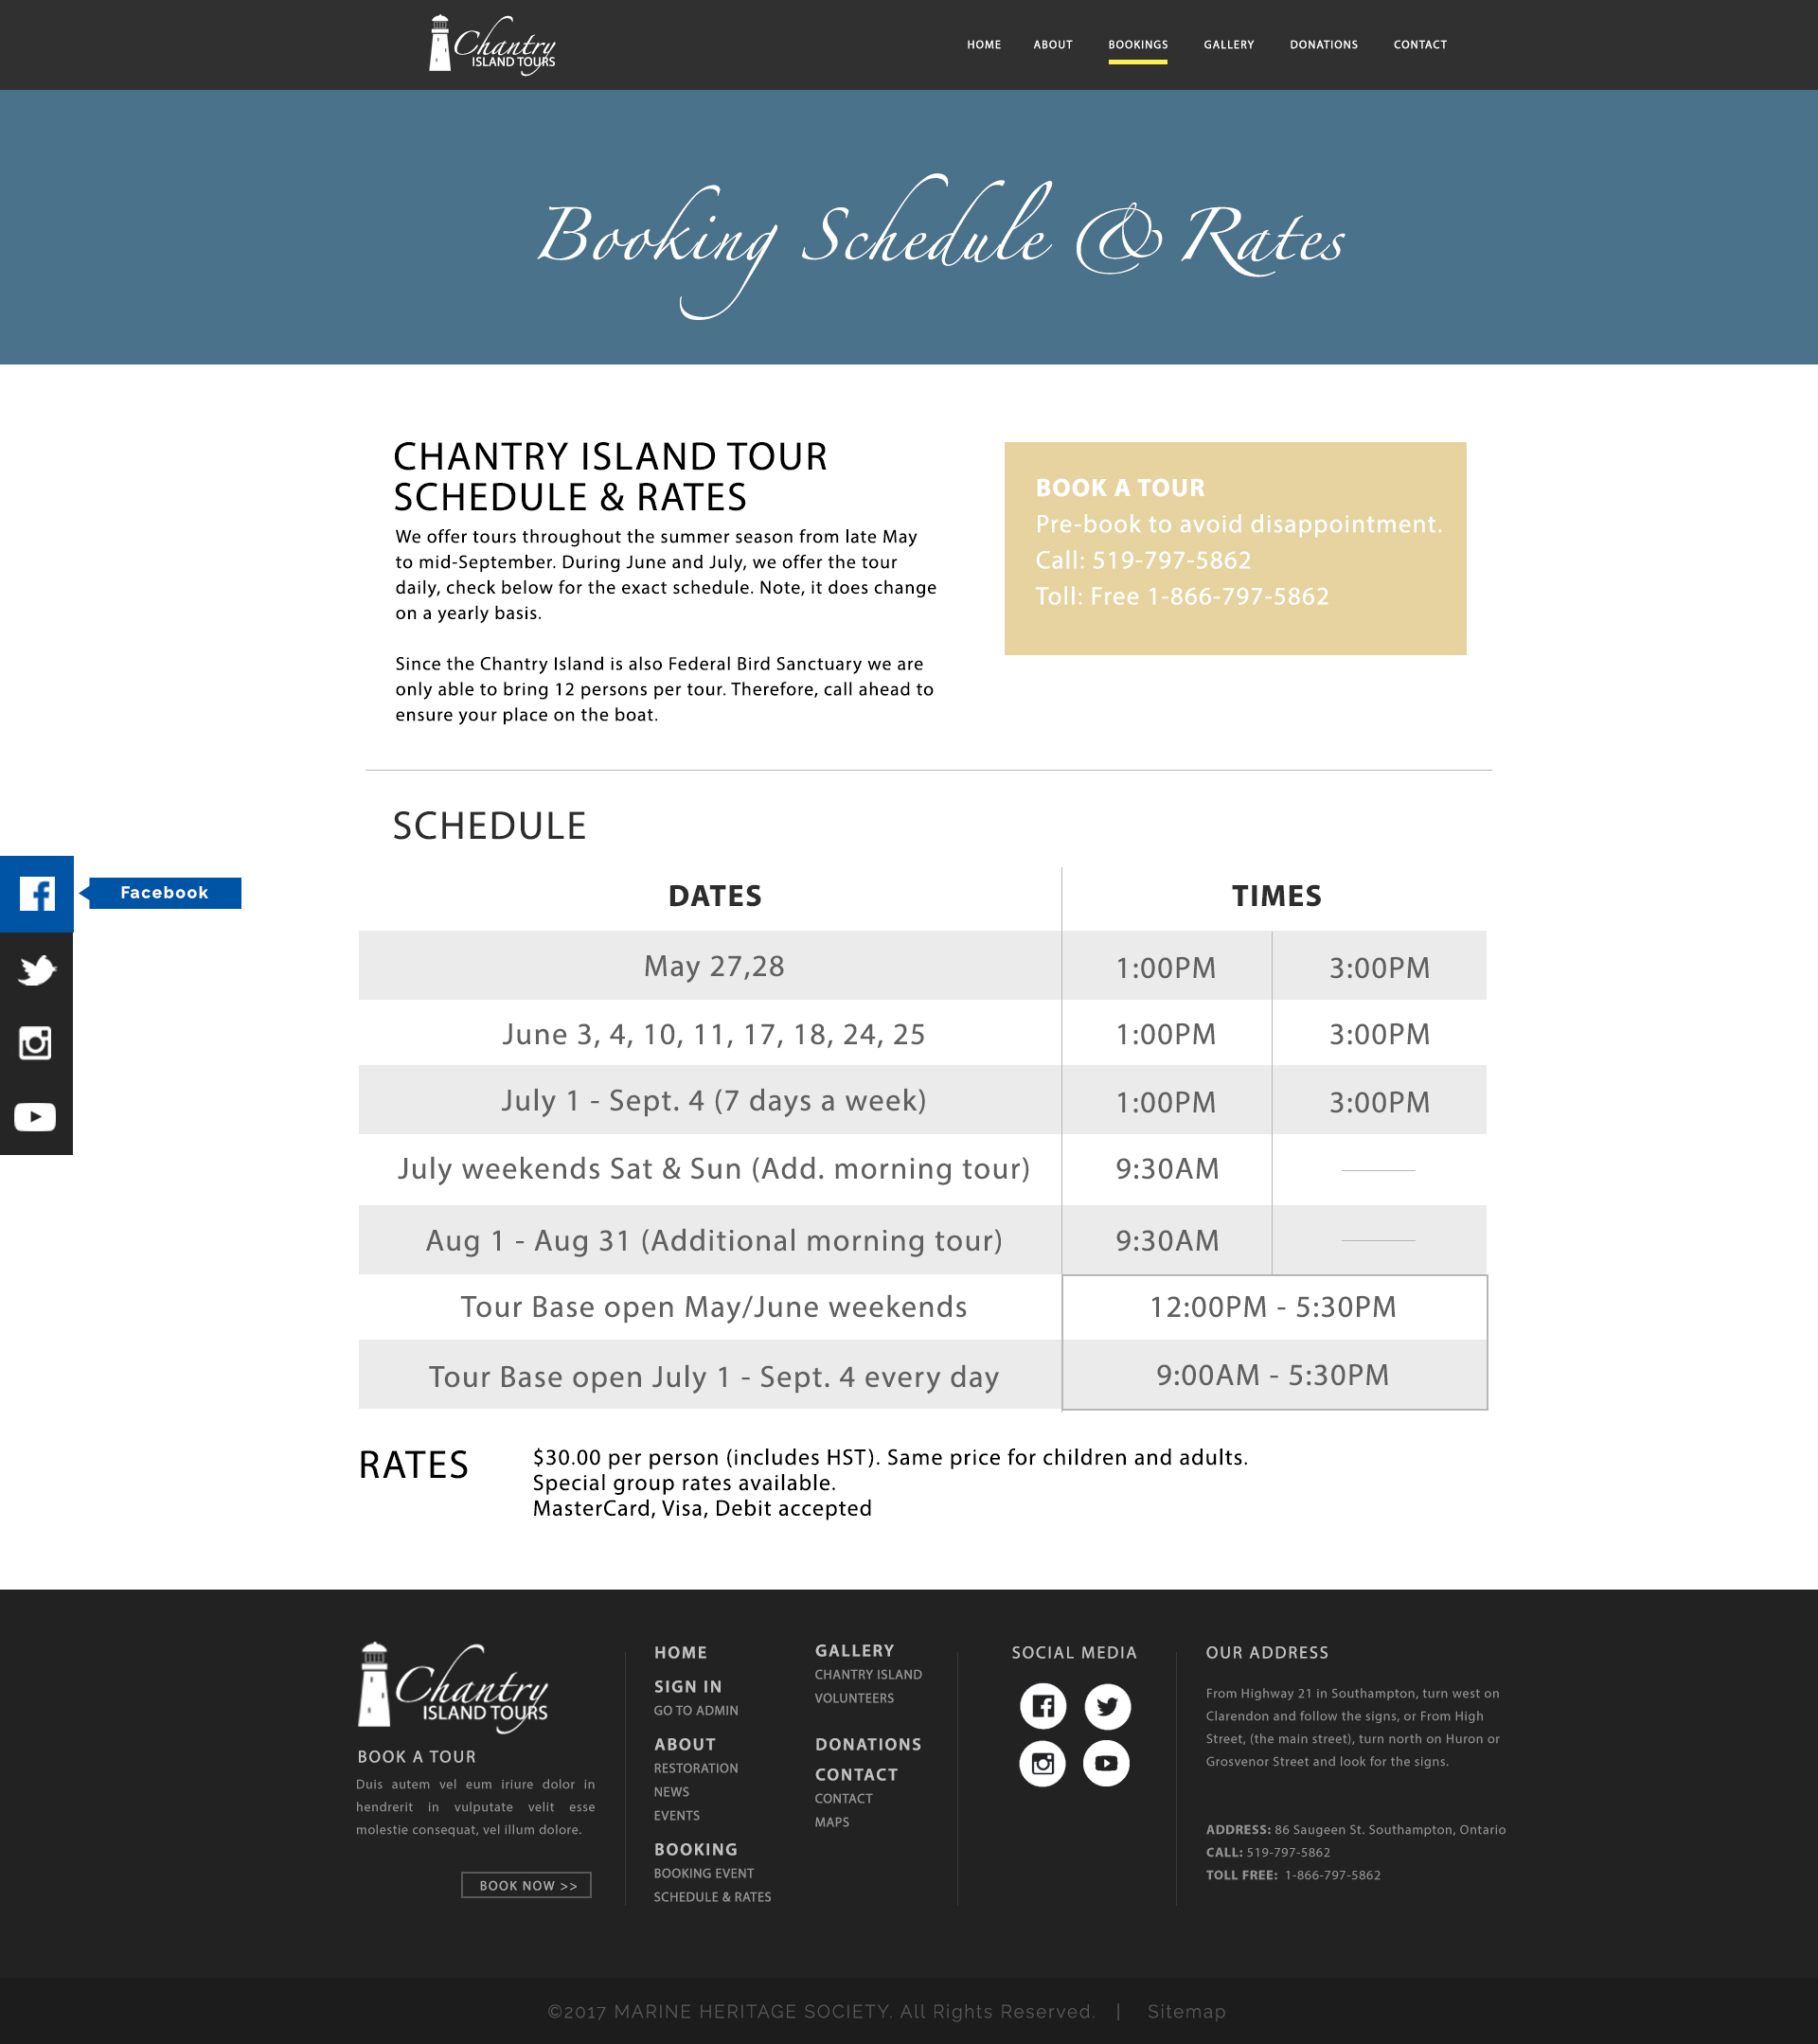 Chantry
ISLAND TOURS
HOME ABOUT BOOKINGS GALLERY DONATIONS CONTACT
Booking Schedule & Rates
CHANTRY ISLAND TOUR
SCHEDULE & RATES
We offer tours throughout the summer season from late May
to mid-September. During June and July, we offer the tour
daily, check below for the exact schedule. Note, it does change
on a yearly basis.
Since the Chantry Island is also Federal Bird Sanctuary we are
only able to bring 12 persons per tour. Therefore, call ahead to
ensure your place on the boat.
BOOK A TOUR
Pre-book to avoid disappointment.
Call: 519-797-5862
Toll: Free 1-866-797-5862
SCHEDULE
Facebook
DATES TIMES
May 27,28 1:00PM 3:00PM
June 3, 4, 10, 11, 17, 18, 24, 25 1:00PM 3:00PM
July 1 - Sept. 4 (7 days a week) 1:00PM 3:00PM
July weekends Sat & Sun (Add. morning tour) 9:30AM
Aug 1 - Aug 31 (Additional morning tour) 9:30AM
Tour Base open May/June weekends 12:00PM - 5:30PM
Tour Base open July 1 - Sept. 4 every day 9:00AM - 5:30PM
RATES
$30.00 per person (includes HST). Same price for children and adults.
Special group rates available.
MasterCard, Visa, Debit accepted
Chantry
ISLAND TOURS
BOOK A TOUR
Duis autem vel eum iriure dolor in
hendrerit in vulputate velit esse
molestie consequat, vel illum dolore.
BOOK NOW >>
HOME
SIGN IN
GO TO ADMIN
ABOUT
RESTORATION
NEWS
EVENTS
BOOKING
BOOKING EVENT
SCHEDULE & RATES
GALLERY
CHANTRY ISLAND
VOLUNTEERS
DONATIONS
CONTACT
CONTACT
MAPS
SOCIAL MEDIA
OUR ADDRESS
From Highway 21 in Southampton, turn west on
Clarendon and follow the signs, or From High
Street, (the main street), turn north on Huron or
Grosvenor Street and look for the signs.
ADDRESS: 86 Saugeen St. Southampton, Ontario
CALL: 519-797-5862
TOLL FREE: 1-866-797-5862
©2017 MARINE HERITAGE SOCIETY. All Rights Reserved. | Sitemap